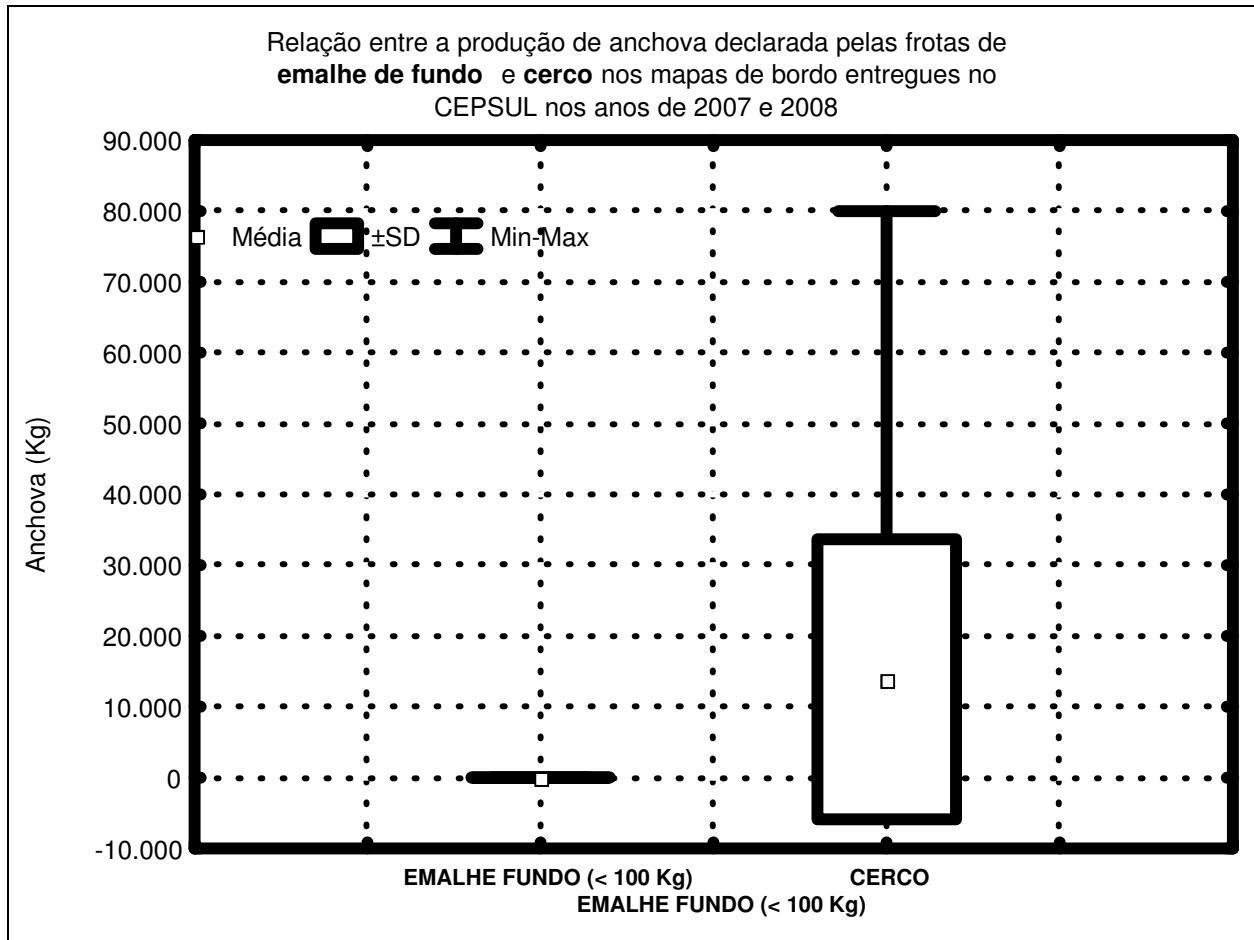 Relação entre a produção de anchova declarada pelas frotas de
emalhe de fundo e cerco nos mapas de bordo entregues no
CEPSUL nos anos de 2007 e 2008
90.000
80.000
Média ±SD Min-Max
70.000
60.000
50.000
40.000
30.000
20.000
10.000
0
-10.000
Anchova (Kg)
EMALHE FUNDO (< 100 Kg) CERCO
EMALHE FUNDO (< 100 Kg)